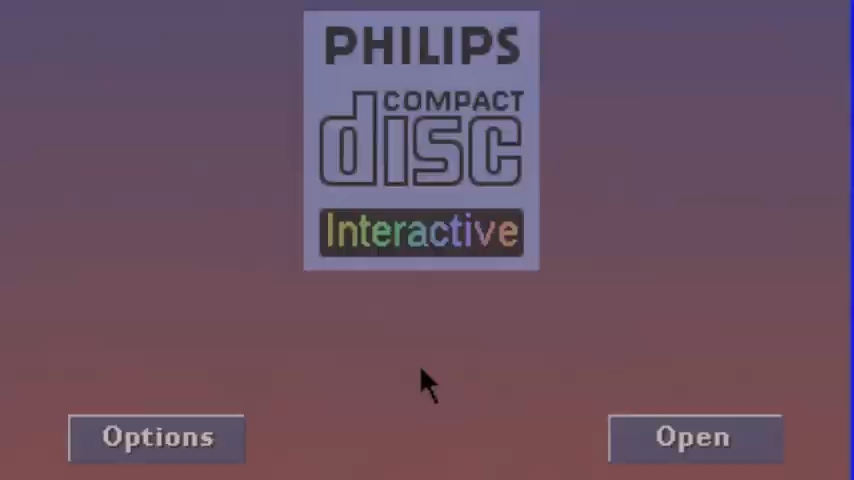 PHILIPS
COMPACT
disc
Interactive
Options
Open